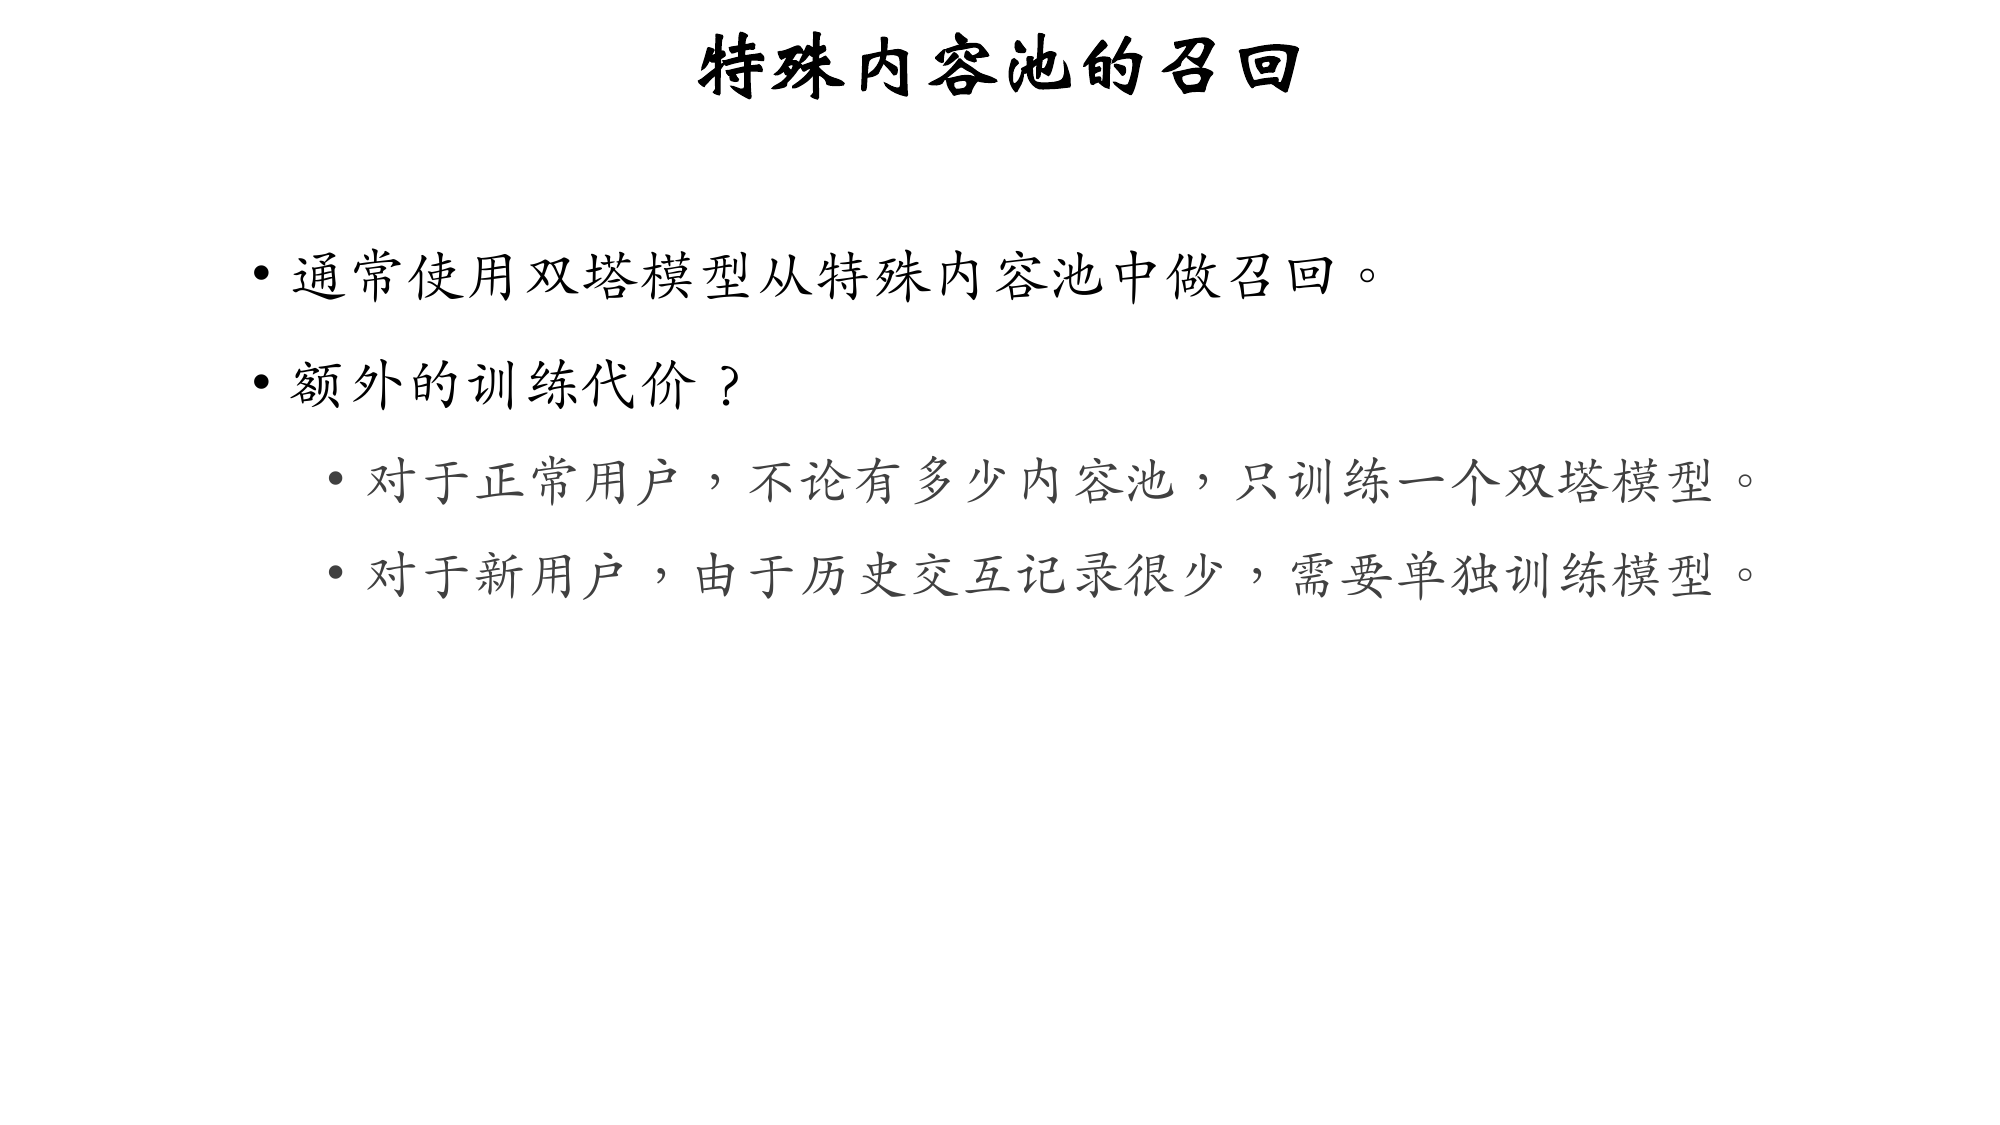 特殊内容池的召回
• 通常使用双塔模型从特殊内容池中做召回。
• 额外的训练代价？
• 对于正常用户，不论有多少内容池，只训练一个双塔模型。
• 对于新用户，由于历史交互记录很少，需要单独训练模型。